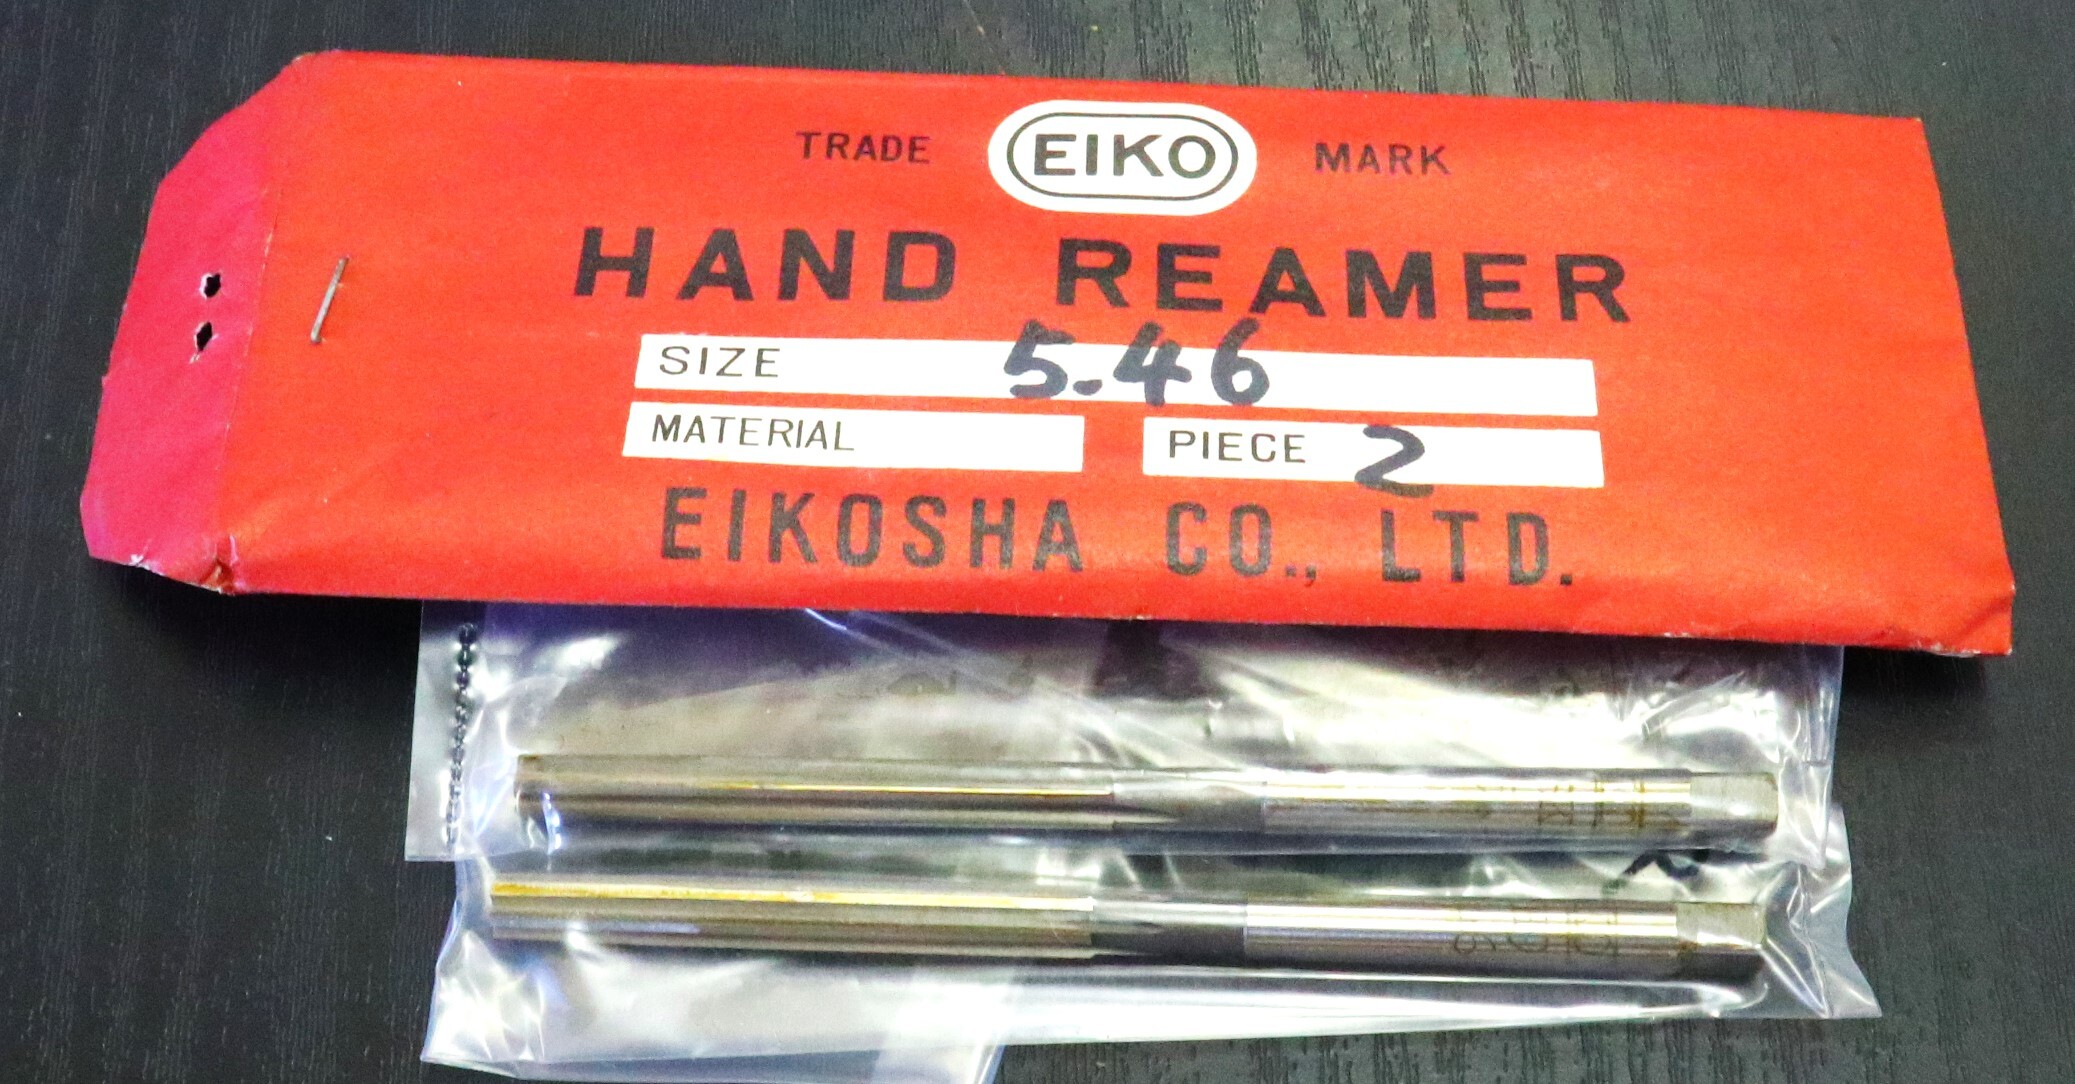 TRADE EIKO MARK
HAND REAMER
SIZE 5.46
MATERIAL PIECE 2
EIKOSHA CO., LTD.